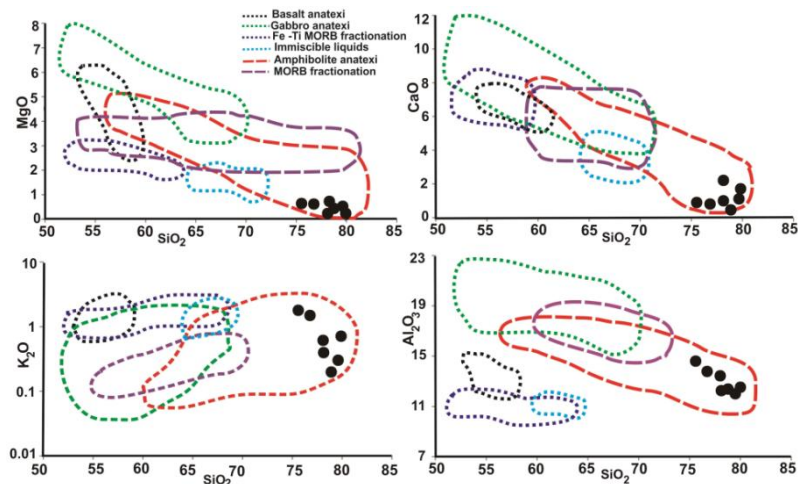 Basalt anatexi
Gabbro anatexi
Fe -Ti MORB fractionation
Immiscible liquids
Amphibolite anatexi
MORB fractionation
8
7
6
5
4
3
2
1
0
MgO
50 55 60 65 70 75 80 85
SiO2
12
10
8
6
4
2
0
CaO
50 55 60 65 70 75 80 85
SiO2
10
1
0.1
0.01
K2O
50 55 60 65 70 75 80 85
SiO2
23
19
15
11
7
Al2O3
50 55 60 65 70 75 80 85
SiO2